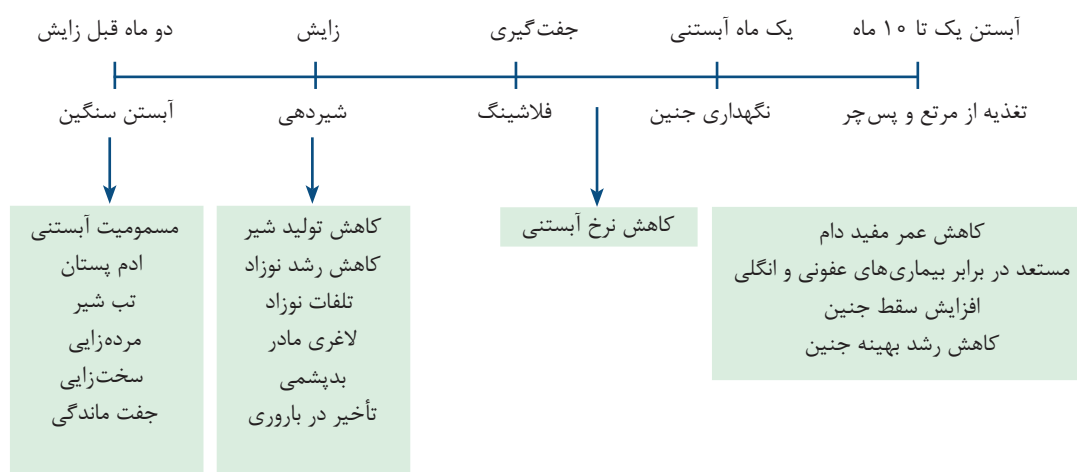 آبستن یک تا ۱۰ ماه
یک ماه آبستنی
جفت‌گیری
زایش
دو ماه قبل زایش
تغذیه از مرتع و پس‌چر
نگهداری جنین
فلاشینگ
شیردهی
آبستن سنگین
کاهش عمر مفید دام
مستعد در برابر بیماری‌های عفونی و انگلی
افزایش سقط جنین
کاهش رشد بهینه جنین
کاهش نرخ آبستنی
کاهش تولید شیر
کاهش رشد نوزاد
تلفات نوزاد
لاغری مادر
بدپشمی
تأخیر در باروری
مسمومیت آبستنی
ادم پستان
تب شیر
مرده‌زایی
سخت‌زایی
جفت ماندگی